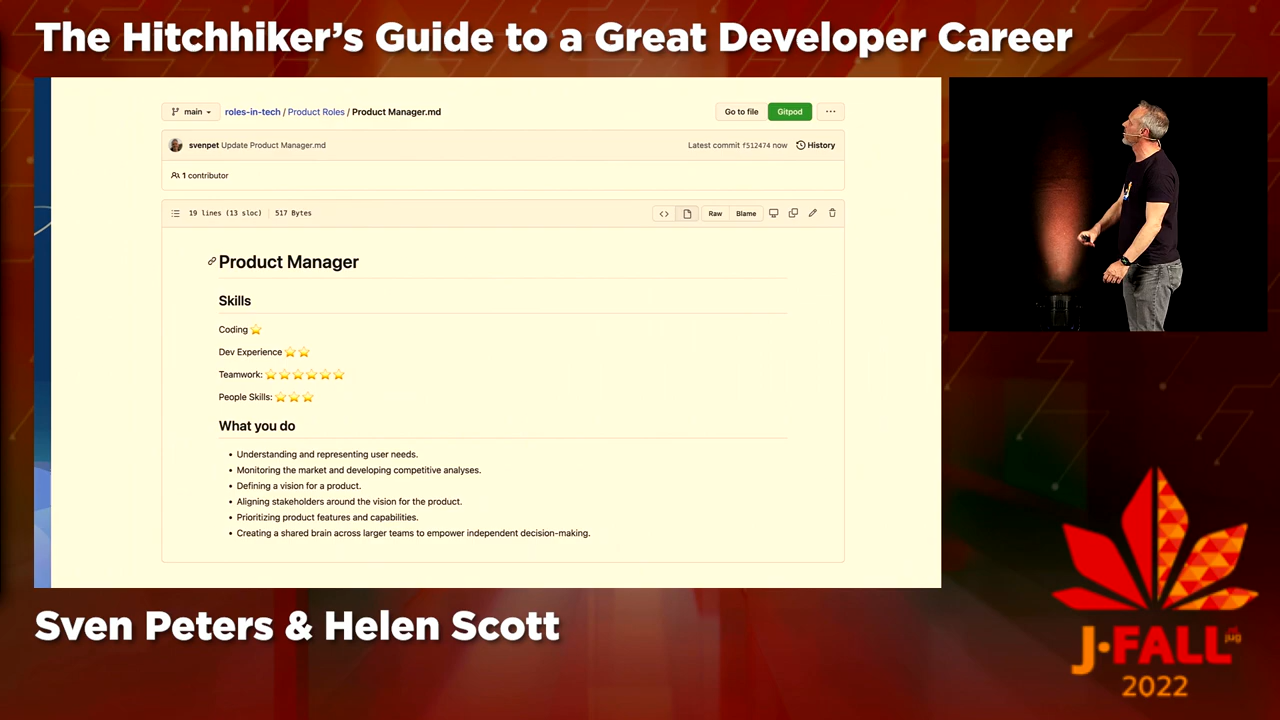 The Hitchhiker's Guide to a Great Developer Career
main
roles-in-tech / Product Roles / Product Manager.md
Go to file
Gitpod
svenpet Update Product Manager.md
Latest commit f512474 now
History
1 contributor
19 lines (13 sloc)
517 Bytes
Raw
Blame
Product Manager
Skills
Coding ⭐
Dev Experience ⭐⭐
Teamwork: ⭐⭐⭐⭐⭐⭐
People Skills: ⭐⭐⭐
What you do
• Understanding and representing user needs.
• Monitoring the market and developing competitive analyses.
• Defining a vision for a product.
• Aligning stakeholders around the vision for the product.
• Prioritizing product features and capabilities.
• Creating a shared brain across larger teams to empower independent decision-making.
Sven Peters & Helen Scott
J•FALL jug
2022